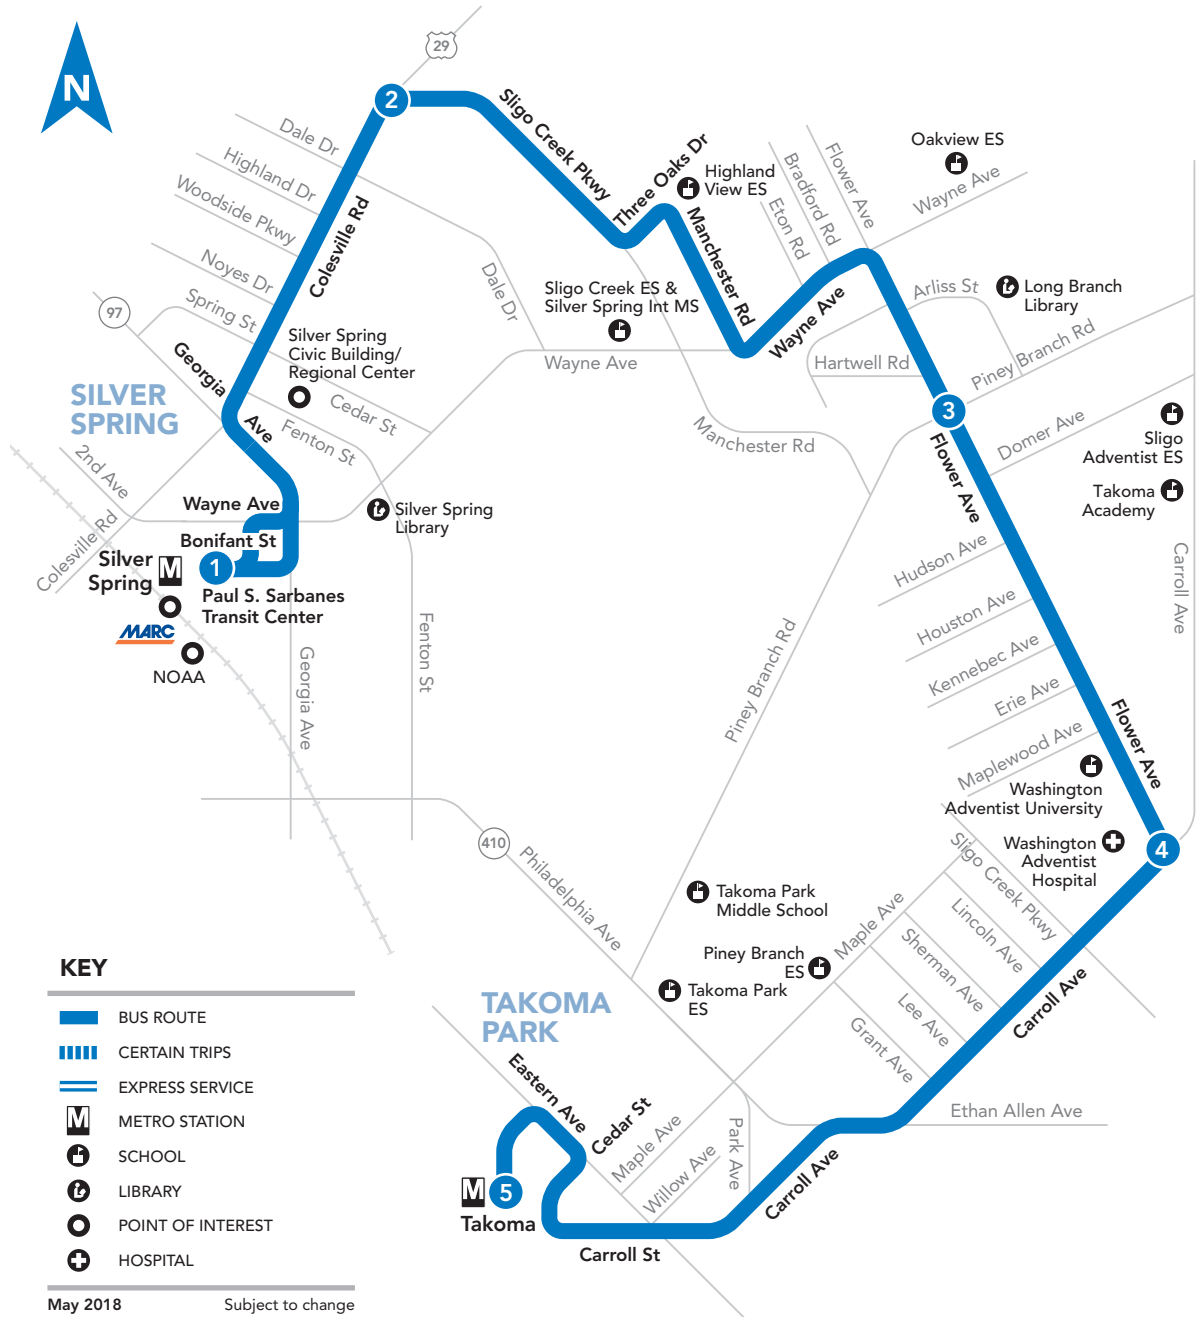 N
29
2
Sligo Creek Pkwy
Dale Dr
Highland Dr
Woodside Pkwy
Noyes Dr
Spring St
Colesville Rd
Three Oaks Dr
Highland
View ES
Manchester Rd
Eton Rd
Bradford Rd
Flower Ave
Oakview ES
Wayne Ave
Dale Dr
Sligo Creek ES &
Silver Spring Int MS
Wayne Ave
Wayne Ave
Arliss St
Long Branch
Library
Hartwell Rd
Piney Branch Rd
97
Georgia
Ave
Silver Spring
Civic Building/
Regional Center
SILVER
SPRING
Cedar St
Fenton St
Manchester Rd
3
Domer Ave
Sligo
Adventist ES
Takoma
Academy
Flower Ave
2nd Ave
Colesville Rd
Wayne Ave
Bonifant St
Silver Spring
Library
Silver
Spring
M
1
Paul S. Sarbanes
Transit Center
MARC
NOAA
Georgia Ave
Fenton St
Hudson Ave
Houston Ave
Kennebec Ave
Erie Ave
Maplewood Ave
Carroll Ave
Piney Branch Rd
Flower Ave
Washington
Adventist University
Washington
Adventist
Hospital
4
410
Philadelphia Ave
Sligo Creek Pkwy
Takoma Park
Middle School
Maple Ave
Lincoln Ave
Sherman Ave
Lee Ave
Grant Ave
Piney Branch
ES
Takoma Park
ES
Carroll Ave
TAKOMA
PARK
Eastern Ave
Cedar St
Maple Ave
Willow Ave
Park Ave
Ethan Allen Ave
Carroll Ave
M
5
Takoma
Carroll St
KEY
BUS ROUTE
CERTAIN TRIPS
EXPRESS SERVICE
M
METRO STATION
SCHOOL
LIBRARY
POINT OF INTEREST
HOSPITAL
May 2018
Subject to change